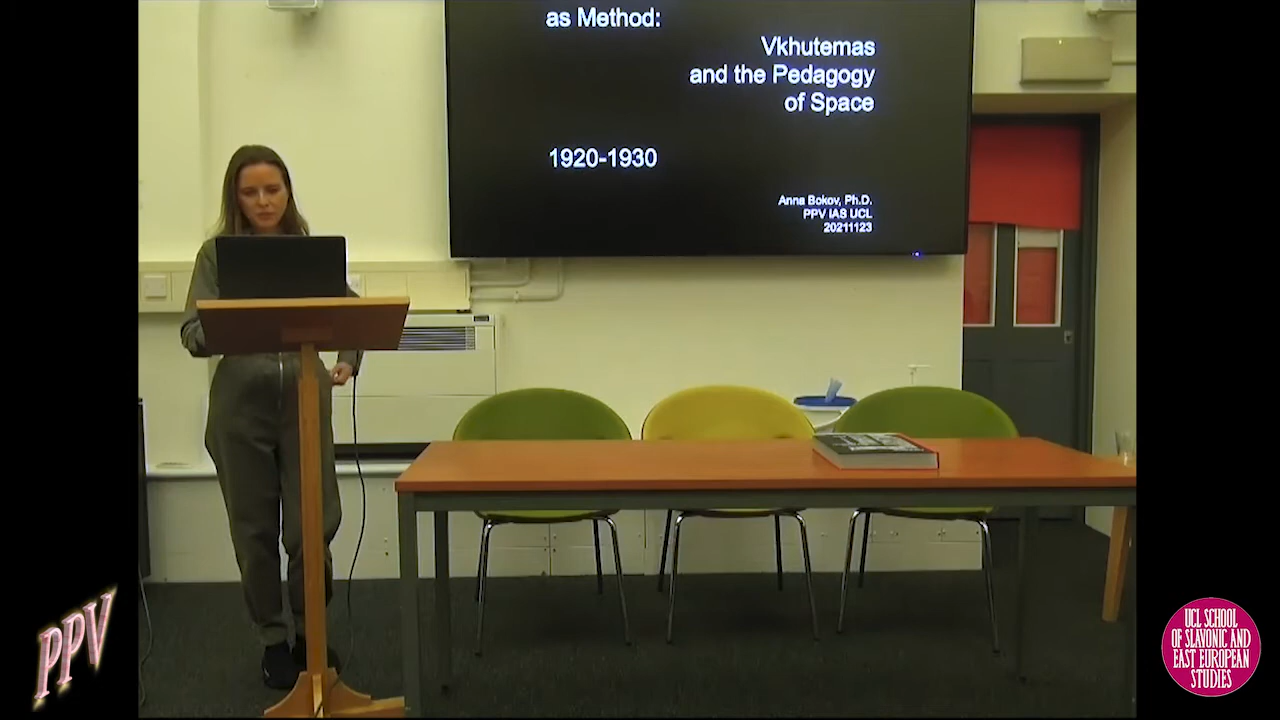 as Method:
Vkhutemas
and the Pedagogy
of Space
1920-1930
Anna Bokov, Ph.D.
PPV IAS UCL
20211123
PPV
UCL SCHOOL
OF SLAVONIC AND
EAST EUROPEAN
STUDIES